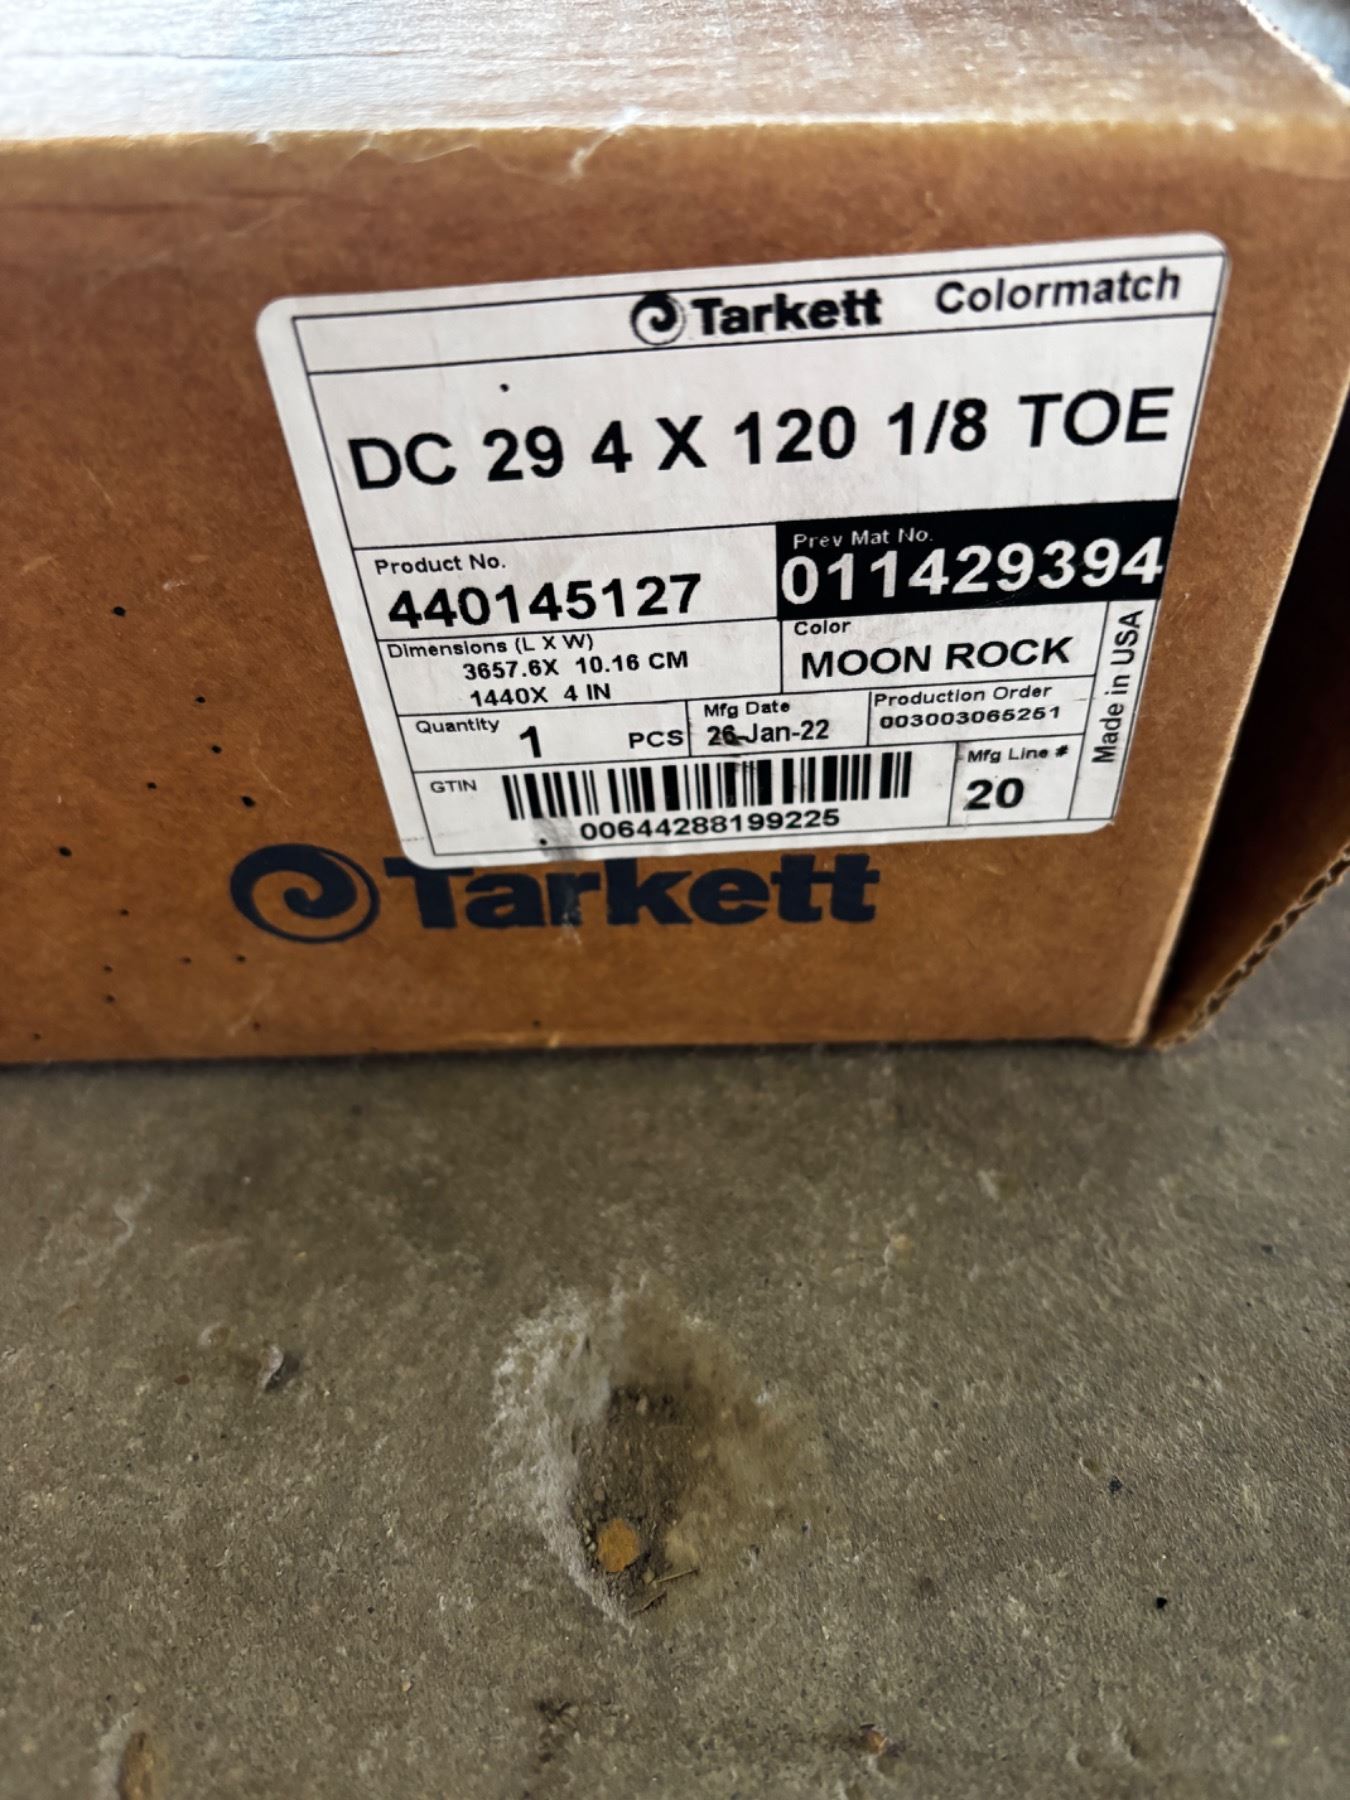 Tarkett Colormatch
DC 29 4 X 120 1/8 TOE
Product No.
440145127
Prev Mat No.
011429394
Dimensions (L X W)
3657.6X 10.16 CM
1440X 4 IN
Color
MOON ROCK
Made in USA
Quantity
1 PCS
Mfg Date
26-Jan-22
Production Order
003003065251
GTIN
00644288199225
Mfg Line #
20
Tarkett